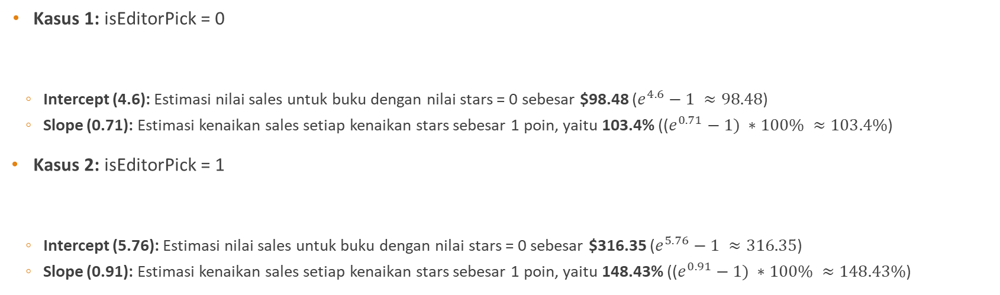 • Kasus 1: isEditorPick = 0
◦ Intercept (4.6): Estimasi nilai sales untuk buku dengan nilai stars = 0 sebesar $98.48 (e^4.6 − 1 ≈ 98.48)
◦ Slope (0.71): Estimasi kenaikan sales setiap kenaikan stars sebesar 1 poin, yaitu 103.4% ((e^0.71 − 1) ∗ 100% ≈ 103.4%)
• Kasus 2: isEditorPick = 1
◦ Intercept (5.76): Estimasi nilai sales untuk buku dengan nilai stars = 0 sebesar $316.35 (e^5.76 − 1 ≈ 316.35)
◦ Slope (0.91): Estimasi kenaikan sales setiap kenaikan stars sebesar 1 poin, yaitu 148.43% ((e^0.91 − 1) ∗ 100% ≈ 148.43%)